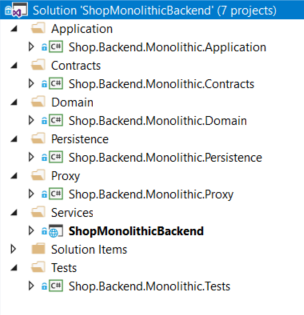 Solution 'ShopMonolithicBackend' (7 projects)
Application
C# Shop.Backend.Monolithic.Application
Contracts
C# Shop.Backend.Monolithic.Contracts
Domain
C# Shop.Backend.Monolithic.Domain
Persistence
C# Shop.Backend.Monolithic.Persistence
Proxy
C# Shop.Backend.Monolithic.Proxy
Services
ShopMonolithicBackend
Solution Items
Tests
C# Shop.Backend.Monolithic.Tests